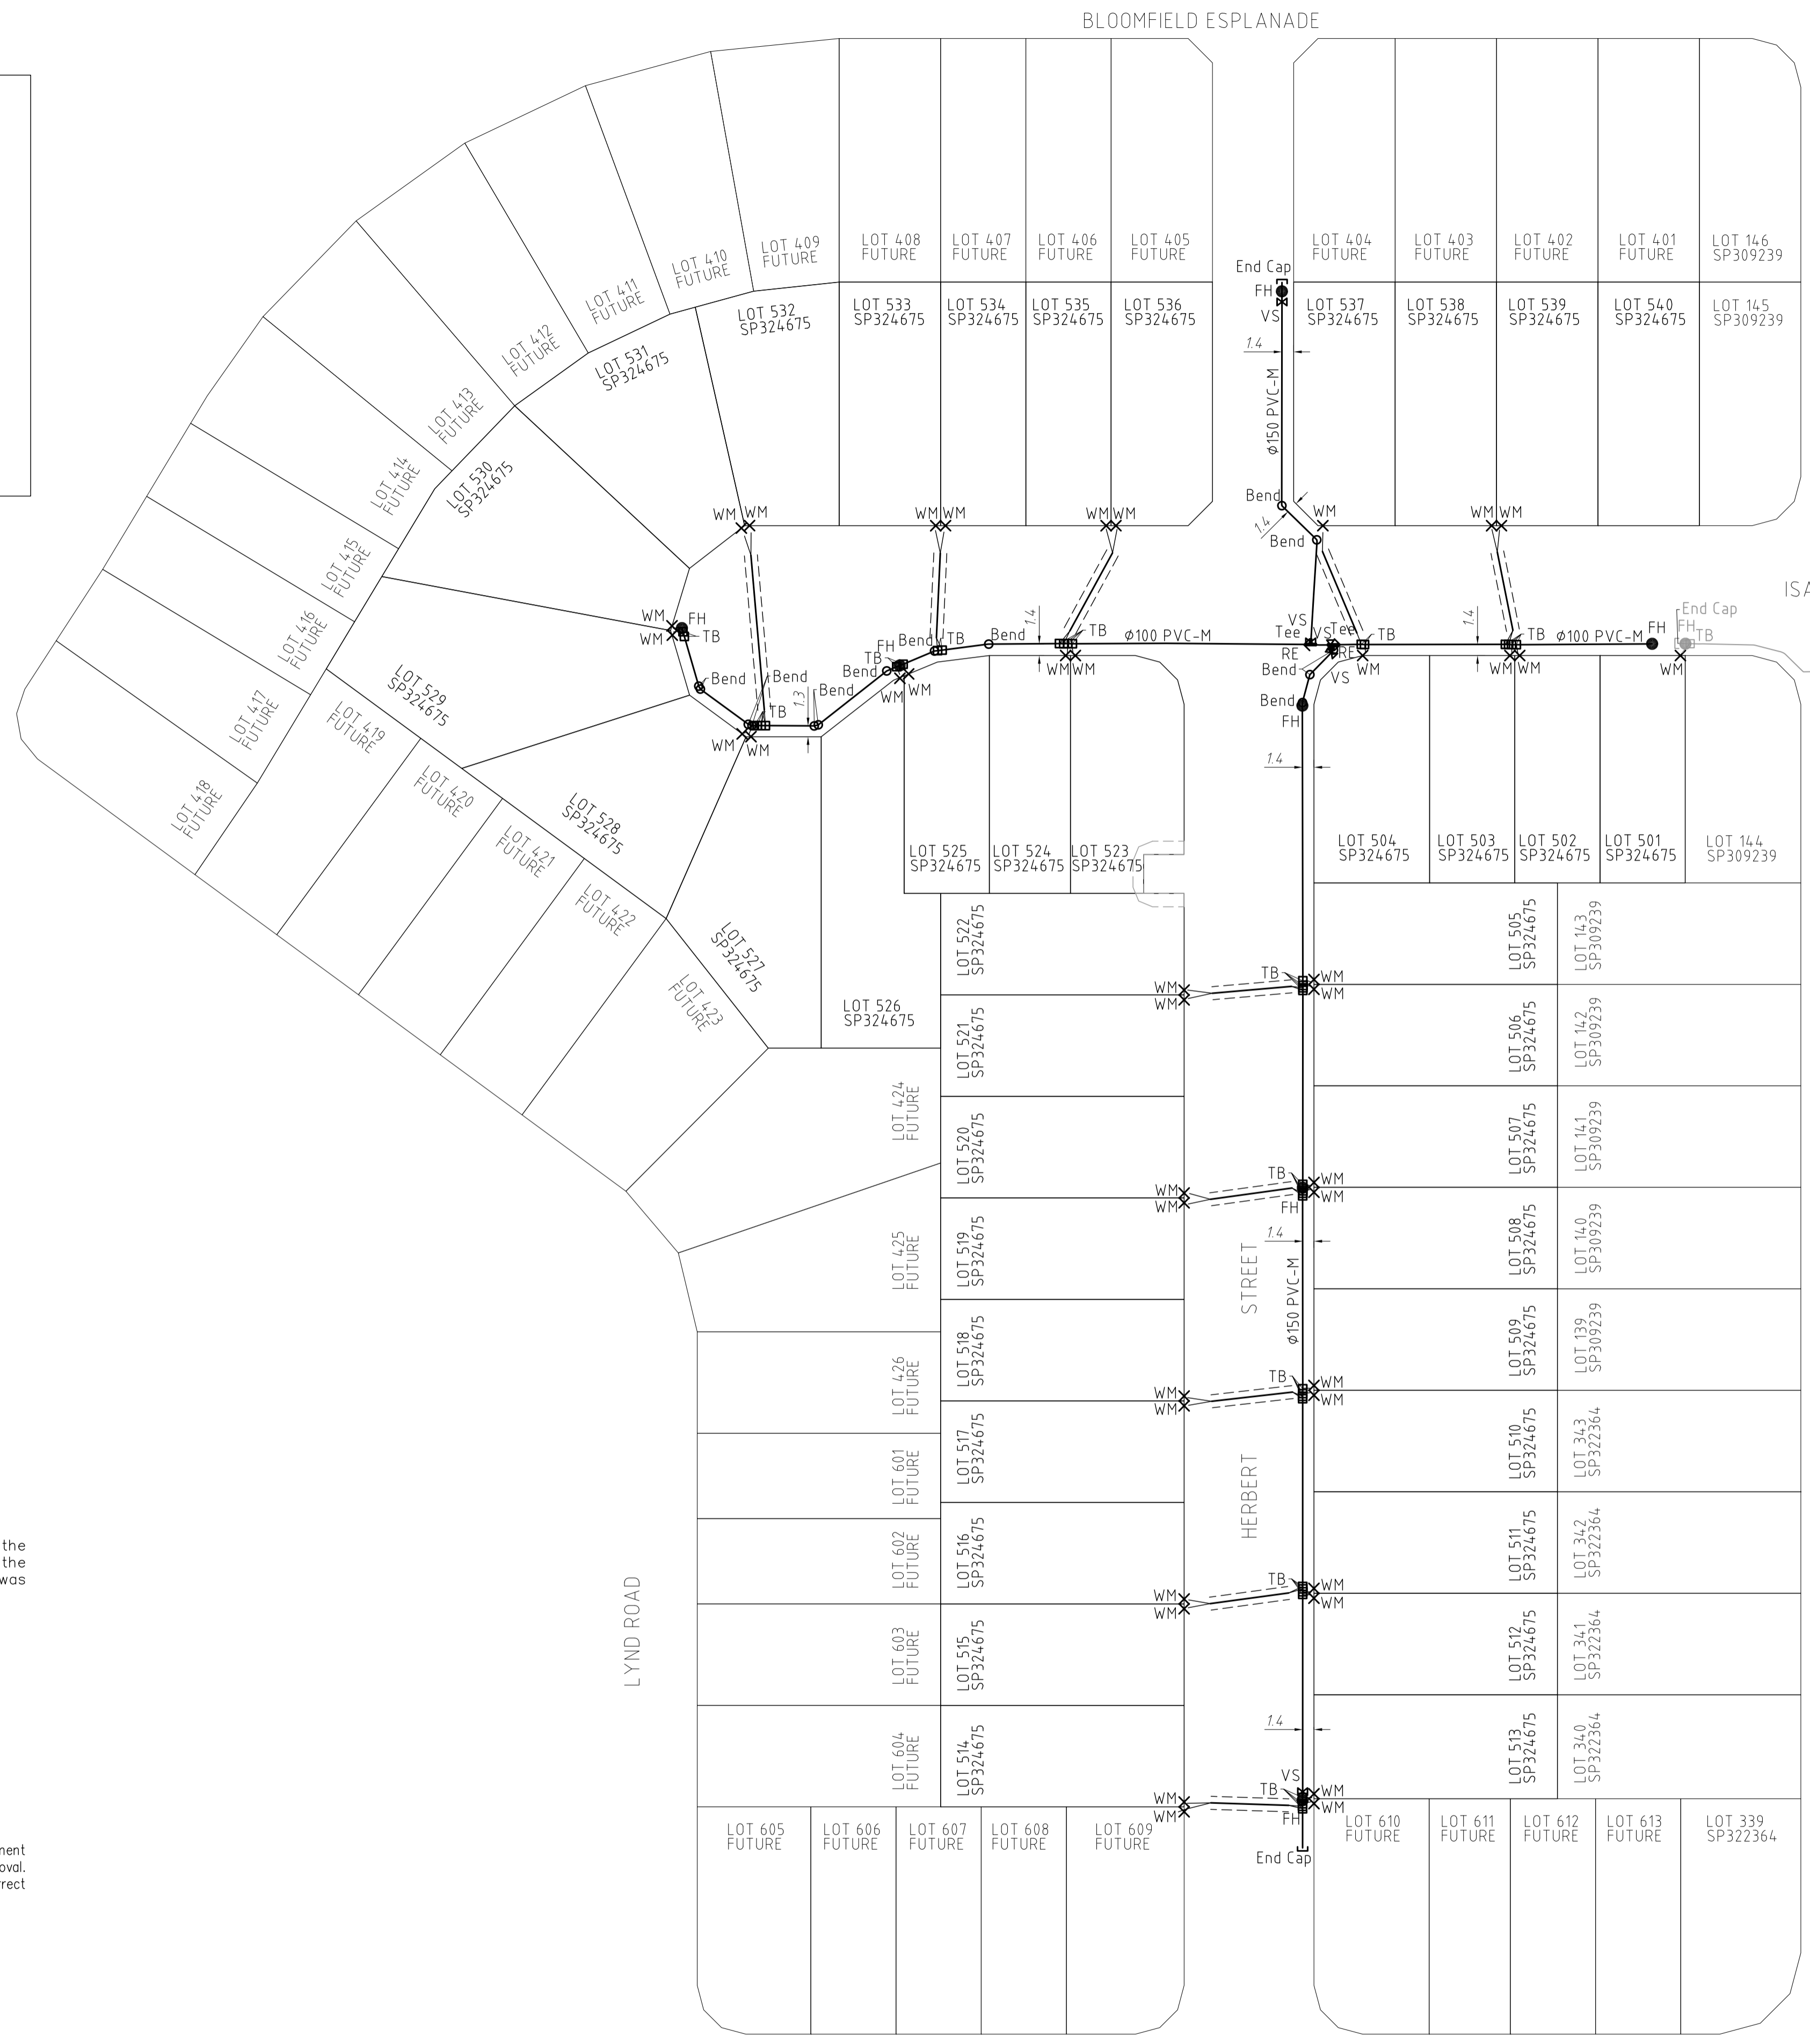 BLOOMFIELD ESPLANADE
LOT 409
FUTURE
LOT 408
FUTURE
LOT 407
FUTURE
LOT 406
FUTURE
LOT 405
FUTURE
LOT 404
FUTURE
LOT 403
FUTURE
LOT 402
FUTURE
LOT 401
FUTURE
LOT 146
SP309239
LOT 410
FUTURE
LOT 411
FUTURE
LOT 412
FUTURE
LOT 413
FUTURE
LOT 414
FUTURE
LOT 415
FUTURE
LOT 416
FUTURE
LOT 417
FUTURE
LOT 418
FUTURE
End Cap
FH
VS
LOT 532
SP324675
LOT 533
SP324675
LOT 534
SP324675
LOT 535
SP324675
LOT 536
SP324675
LOT 537
SP324675
LOT 538
SP324675
LOT 539
SP324675
LOT 540
SP324675
LOT 145
SP309239
LOT 531
SP324675
LOT 530
SP324675
1.4
Ø150 PVC-M
Bend
1.4
Bend
WM
WM
WM
WM
WM
WM
WM
WM
WM
ISA
WM
WM
FH
TB
Bend
Bend
TB
1.3
Bend
WM
WM
Bend
FH
TB
WM
WM
Bend
TB
Bend
1.4
TB
WM
WM
Ø100 PVC-M
VS
Tee
RE
VS
Tee
RE
VS
Bend
Bend
FH
TB
WM
1.4
TB
WM
WM
Ø100 PVC-M
FH
End Cap
FH
TB
WM
LOT 529
SP324675
LOT 419
FUTURE
LOT 420
FUTURE
LOT 421
FUTURE
LOT 422
FUTURE
LOT 423
FUTURE
LOT 528
SP324675
LOT 527
SP324675
LOT 526
SP324675
LOT 525
SP324675
LOT 524
SP324675
LOT 523
SP324675
1.4
LOT 504
SP324675
LOT 503
SP324675
LOT 502
SP324675
LOT 501
SP324675
LOT 144
SP309239
LOT 522
SP324675
LOT 505
SP324675
LOT 143
SP309239
WM
WM
TB
WM
WM
LOT 521
SP324675
LOT 506
SP324675
LOT 142
SP309239
LOT 424
FUTURE
LOT 520
SP324675
LOT 507
SP324675
LOT 141
SP309239
WM
WM
TB
FH
WM
WM
LOT 425
FUTURE
LOT 519
SP324675
1.4
STREET
Ø150 PVC-M
LOT 508
SP324675
LOT 140
SP309239
LOT 426
FUTURE
LOT 518
SP324675
LOT 509
SP324675
LOT 139
SP309239
WM
WM
TB
WM
WM
LOT 601
FUTURE
LOT 517
SP324675
HERBERT
LOT 510
SP324675
LOT 343
SP322364
the
the
was
LYND ROAD
LOT 602
FUTURE
LOT 516
SP324675
LOT 511
SP324675
LOT 342
SP322364
WM
WM
TB
WM
WM
LOT 603
FUTURE
LOT 515
SP324675
LOT 512
SP324675
LOT 341
SP322364
LOT 604
FUTURE
LOT 514
SP324675
1.4
LOT 513
SP324675
LOT 340
SP322364
WM
WM
VS
TB
FH
WM
WM
End Cap
LOT 605
FUTURE
LOT 606
FUTURE
LOT 607
FUTURE
LOT 608
FUTURE
LOT 609
FUTURE
LOT 610
FUTURE
LOT 611
FUTURE
LOT 612
FUTURE
LOT 613
FUTURE
LOT 339
SP322364
nent
oval.
rrect